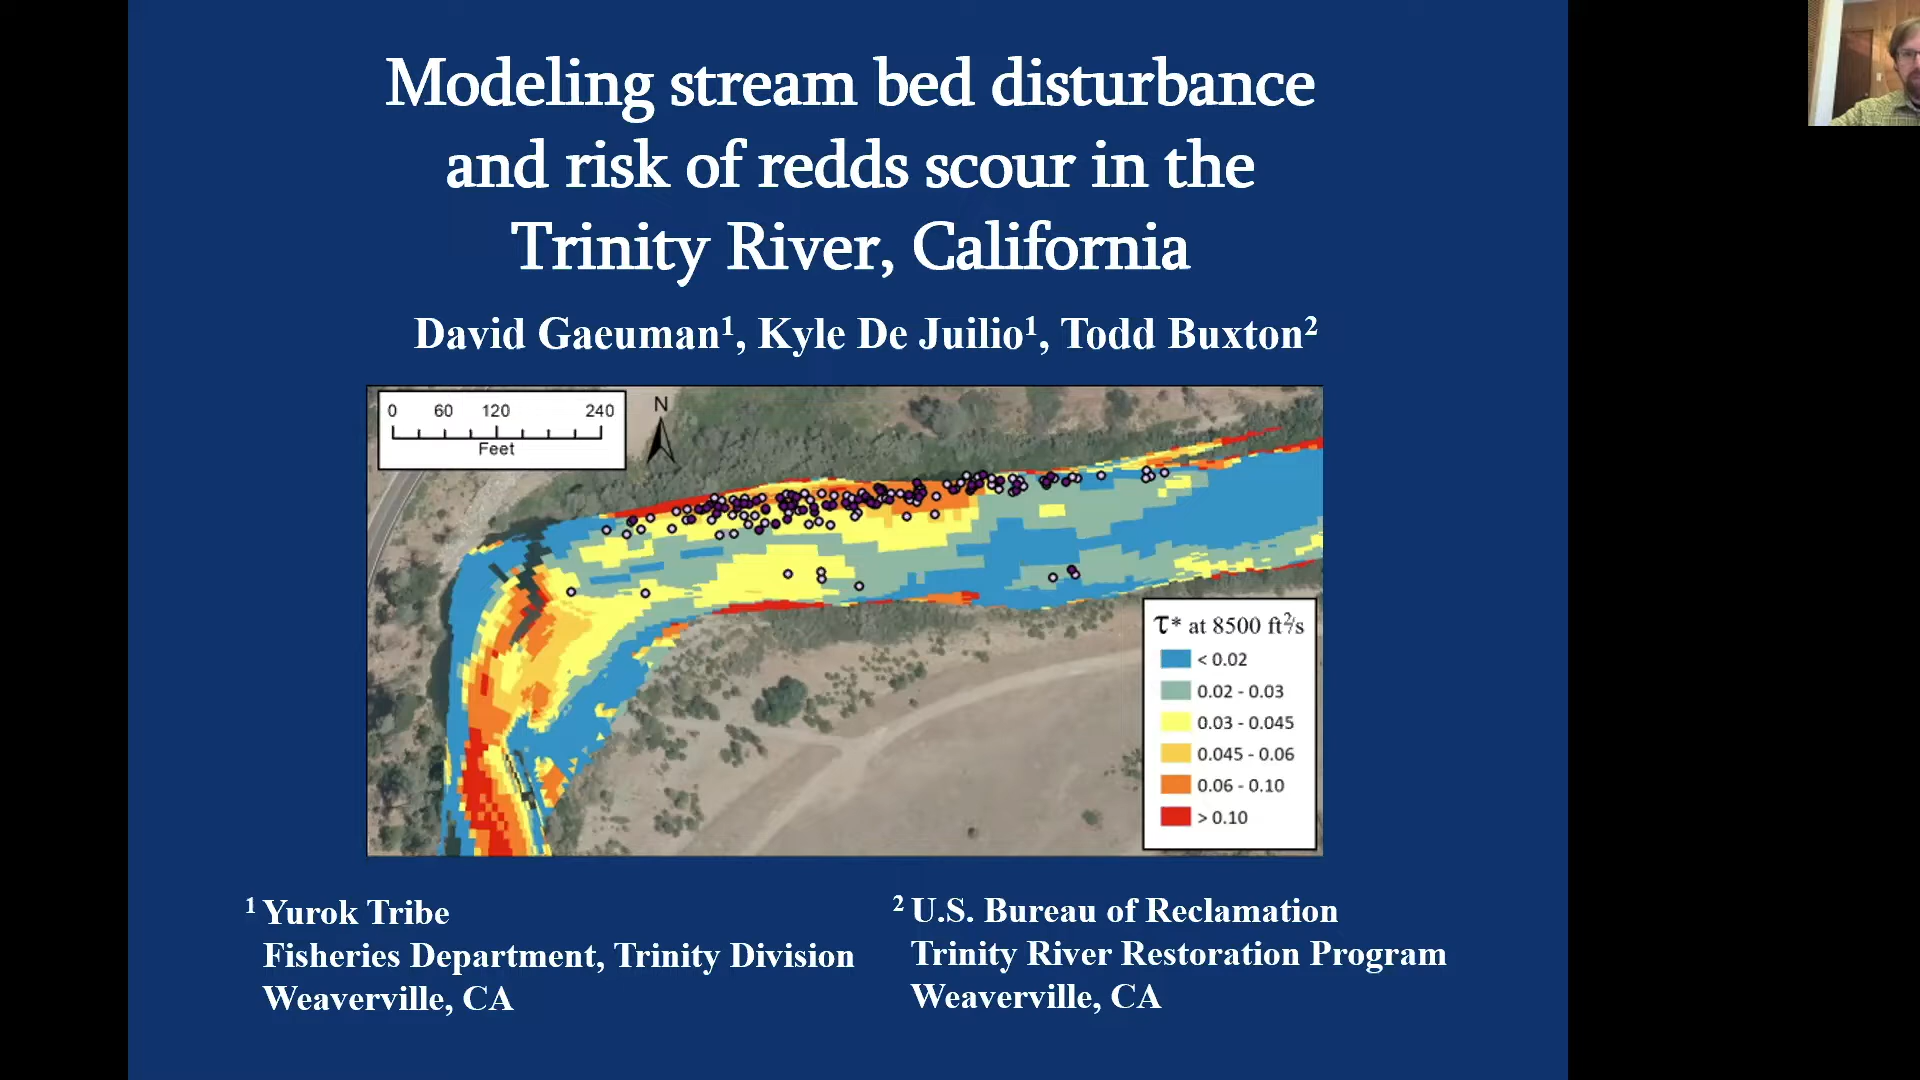 Modeling stream bed disturbance
and risk of redds scour in the
Trinity River, California
David Gaeuman¹, Kyle De Juilio¹, Todd Buxton²
0 60 120 240
Feet
N
τ* at 8500 ft²/s
< 0.02
0.02 - 0.03
0.03 - 0.045
0.045 - 0.06
0.06 - 0.10
> 0.10
¹ Yurok Tribe
Fisheries Department, Trinity Division
Weaverville, CA
² U.S. Bureau of Reclamation
Trinity River Restoration Program
Weaverville, CA